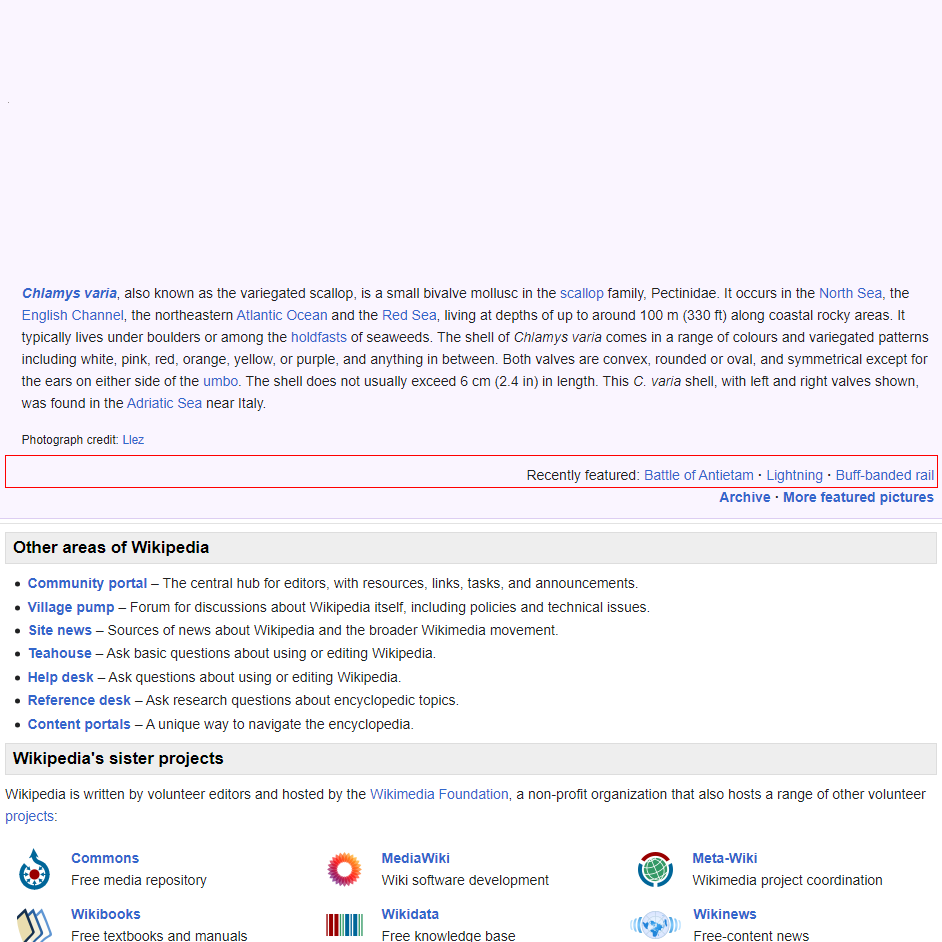 Chlamys varia, also known as the variegated scallop, is a small bivalve mollusc in the scallop family, Pectinidae. It occurs in the North Sea, the
English Channel, the northeastern Atlantic Ocean and the Red Sea, living at depths of up to around 100 m (330 ft) along coastal rocky areas. It
typically lives under boulders or among the holdfasts of seaweeds. The shell of Chlamys varia comes in a range of colours and variegated patterns
including white, pink, red, orange, yellow, or purple, and anything in between. Both valves are convex, rounded or oval, and symmetrical except for
the ears on either side of the umbo. The shell does not usually exceed 6 cm (2.4 in) in length. This C. varia shell, with left and right valves shown,
was found in the Adriatic Sea near Italy.
Photograph credit: Llez
Recently featured: Battle of Antietam · Lightning · Buff-banded rail
Archive · More featured pictures
Other areas of Wikipedia
• Community portal – The central hub for editors, with resources, links, tasks, and announcements.
• Village pump – Forum for discussions about Wikipedia itself, including policies and technical issues.
• Site news – Sources of news about Wikipedia and the broader Wikimedia movement.
• Teahouse – Ask basic questions about using or editing Wikipedia.
• Help desk – Ask questions about using or editing Wikipedia.
• Reference desk – Ask research questions about encyclopedic topics.
• Content portals – A unique way to navigate the encyclopedia.
Wikipedia's sister projects
Wikipedia is written by volunteer editors and hosted by the Wikimedia Foundation, a non-profit organization that also hosts a range of other volunteer
projects:
Commons
Free media repository
MediaWiki
Wiki software development
Meta-Wiki
Wikimedia project coordination
Wikibooks
Free textbooks and manuals
Wikidata
Free knowledge base
Wikinews
Free-content news